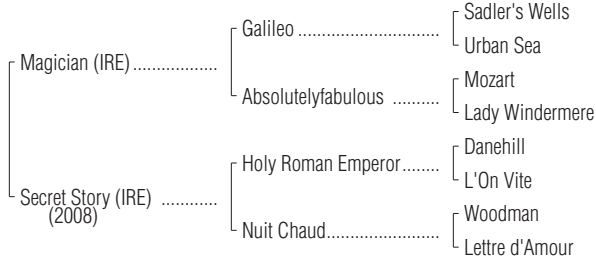 Sadler's Wells
Galileo ....................................
Urban Sea
Magician (IRE)..................
Mozart
Absolutelyfabulous ..........
Lady Windermere
Danehill
Holy Roman Emperor........
L'On Vite
Secret Story (IRE) ............
(2008)
Woodman
Nuit Chaud.............................
Lettre d'Amour